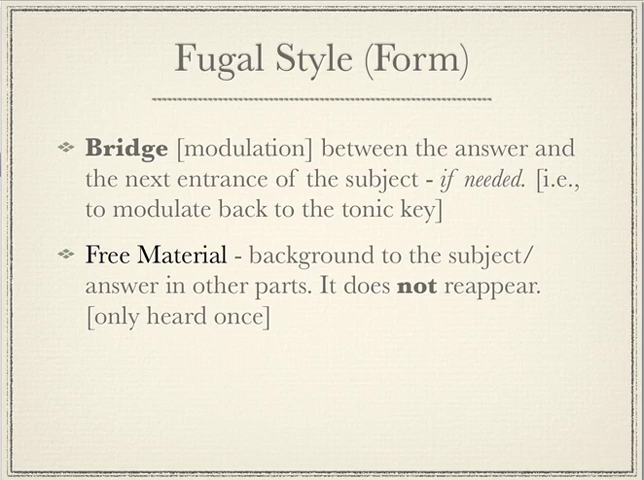 Fugal Style (Form)
Bridge [modulation] between the answer and
the next entrance of the subject - if needed. [i.e.,
to modulate back to the tonic key]
Free Material - background to the subject/
answer in other parts. It does not reappear.
[only heard once]